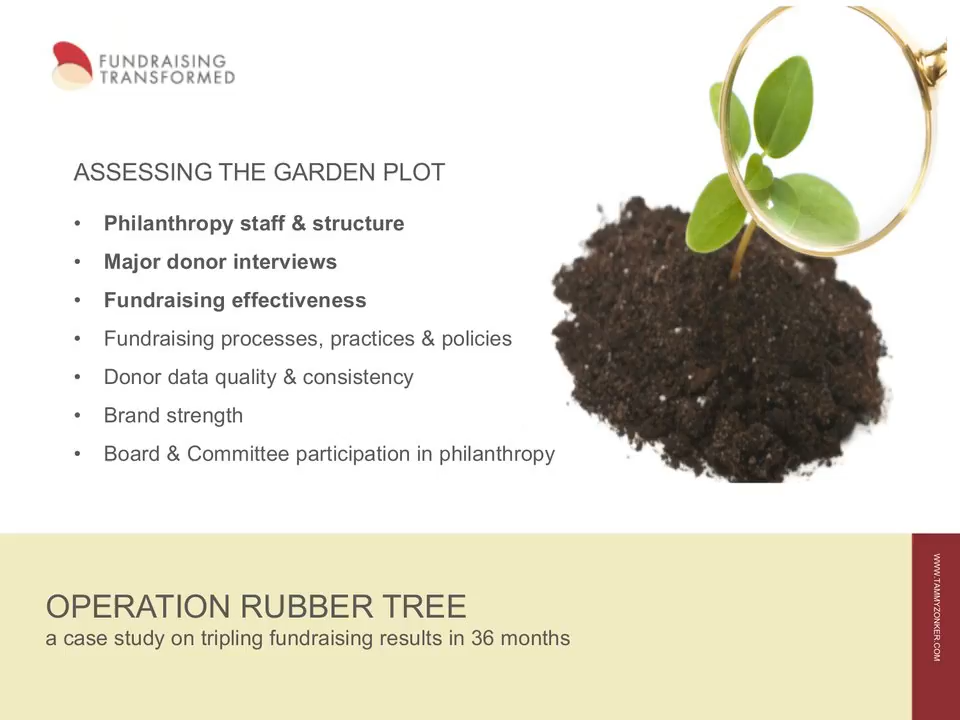 FUNDRAISING
TRANSFORMED
ASSESSING THE GARDEN PLOT
• Philanthropy staff & structure
• Major donor interviews
• Fundraising effectiveness
• Fundraising processes, practices & policies
• Donor data quality & consistency
• Brand strength
• Board & Committee participation in philanthropy
OPERATION RUBBER TREE
a case study on tripling fundraising results in 36 months
WWW.TAMMYZONKER.COM